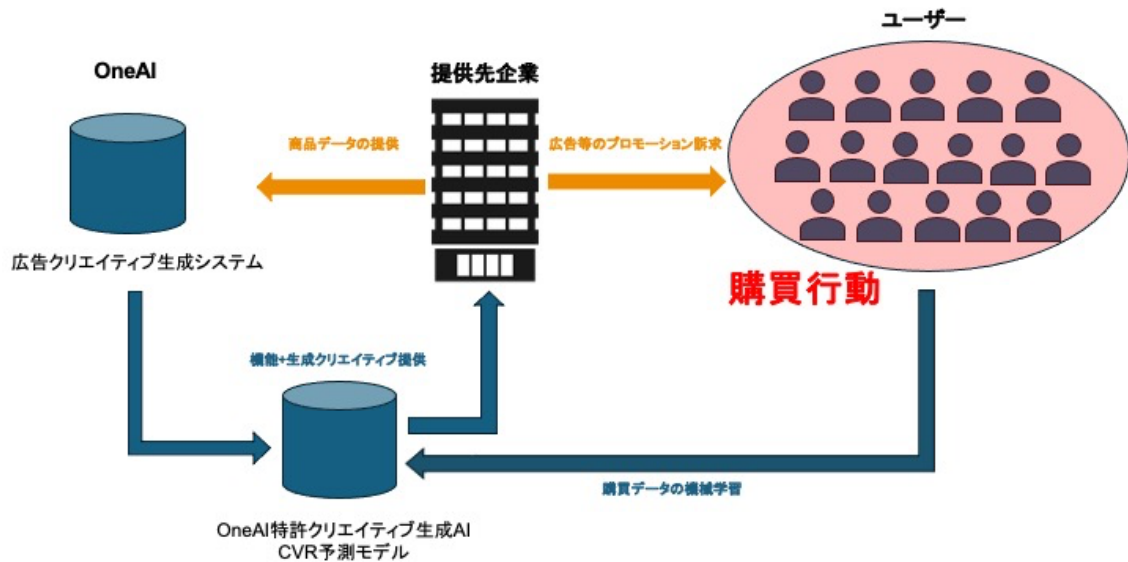 ユーザー
OneAI
提供先企業
商品データの提供
広告等のプロモーション訴求
広告クリエイティブ生成システム
購買行動
機能+生成クリエイティブ提供
購買データの機械学習
OneAI特許クリエイティブ生成AI
CVR予測モデル